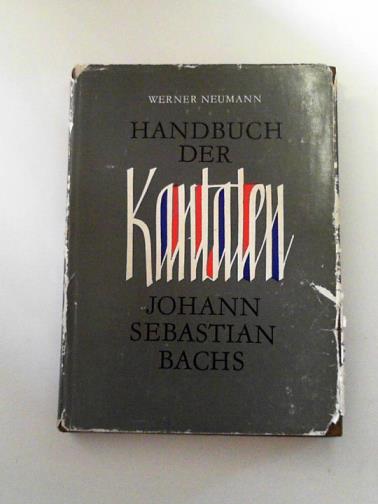 WERNER NEUMANN
HANDBUCH
DER
Kantaten
JOHANN
SEBASTIAN
BACHS